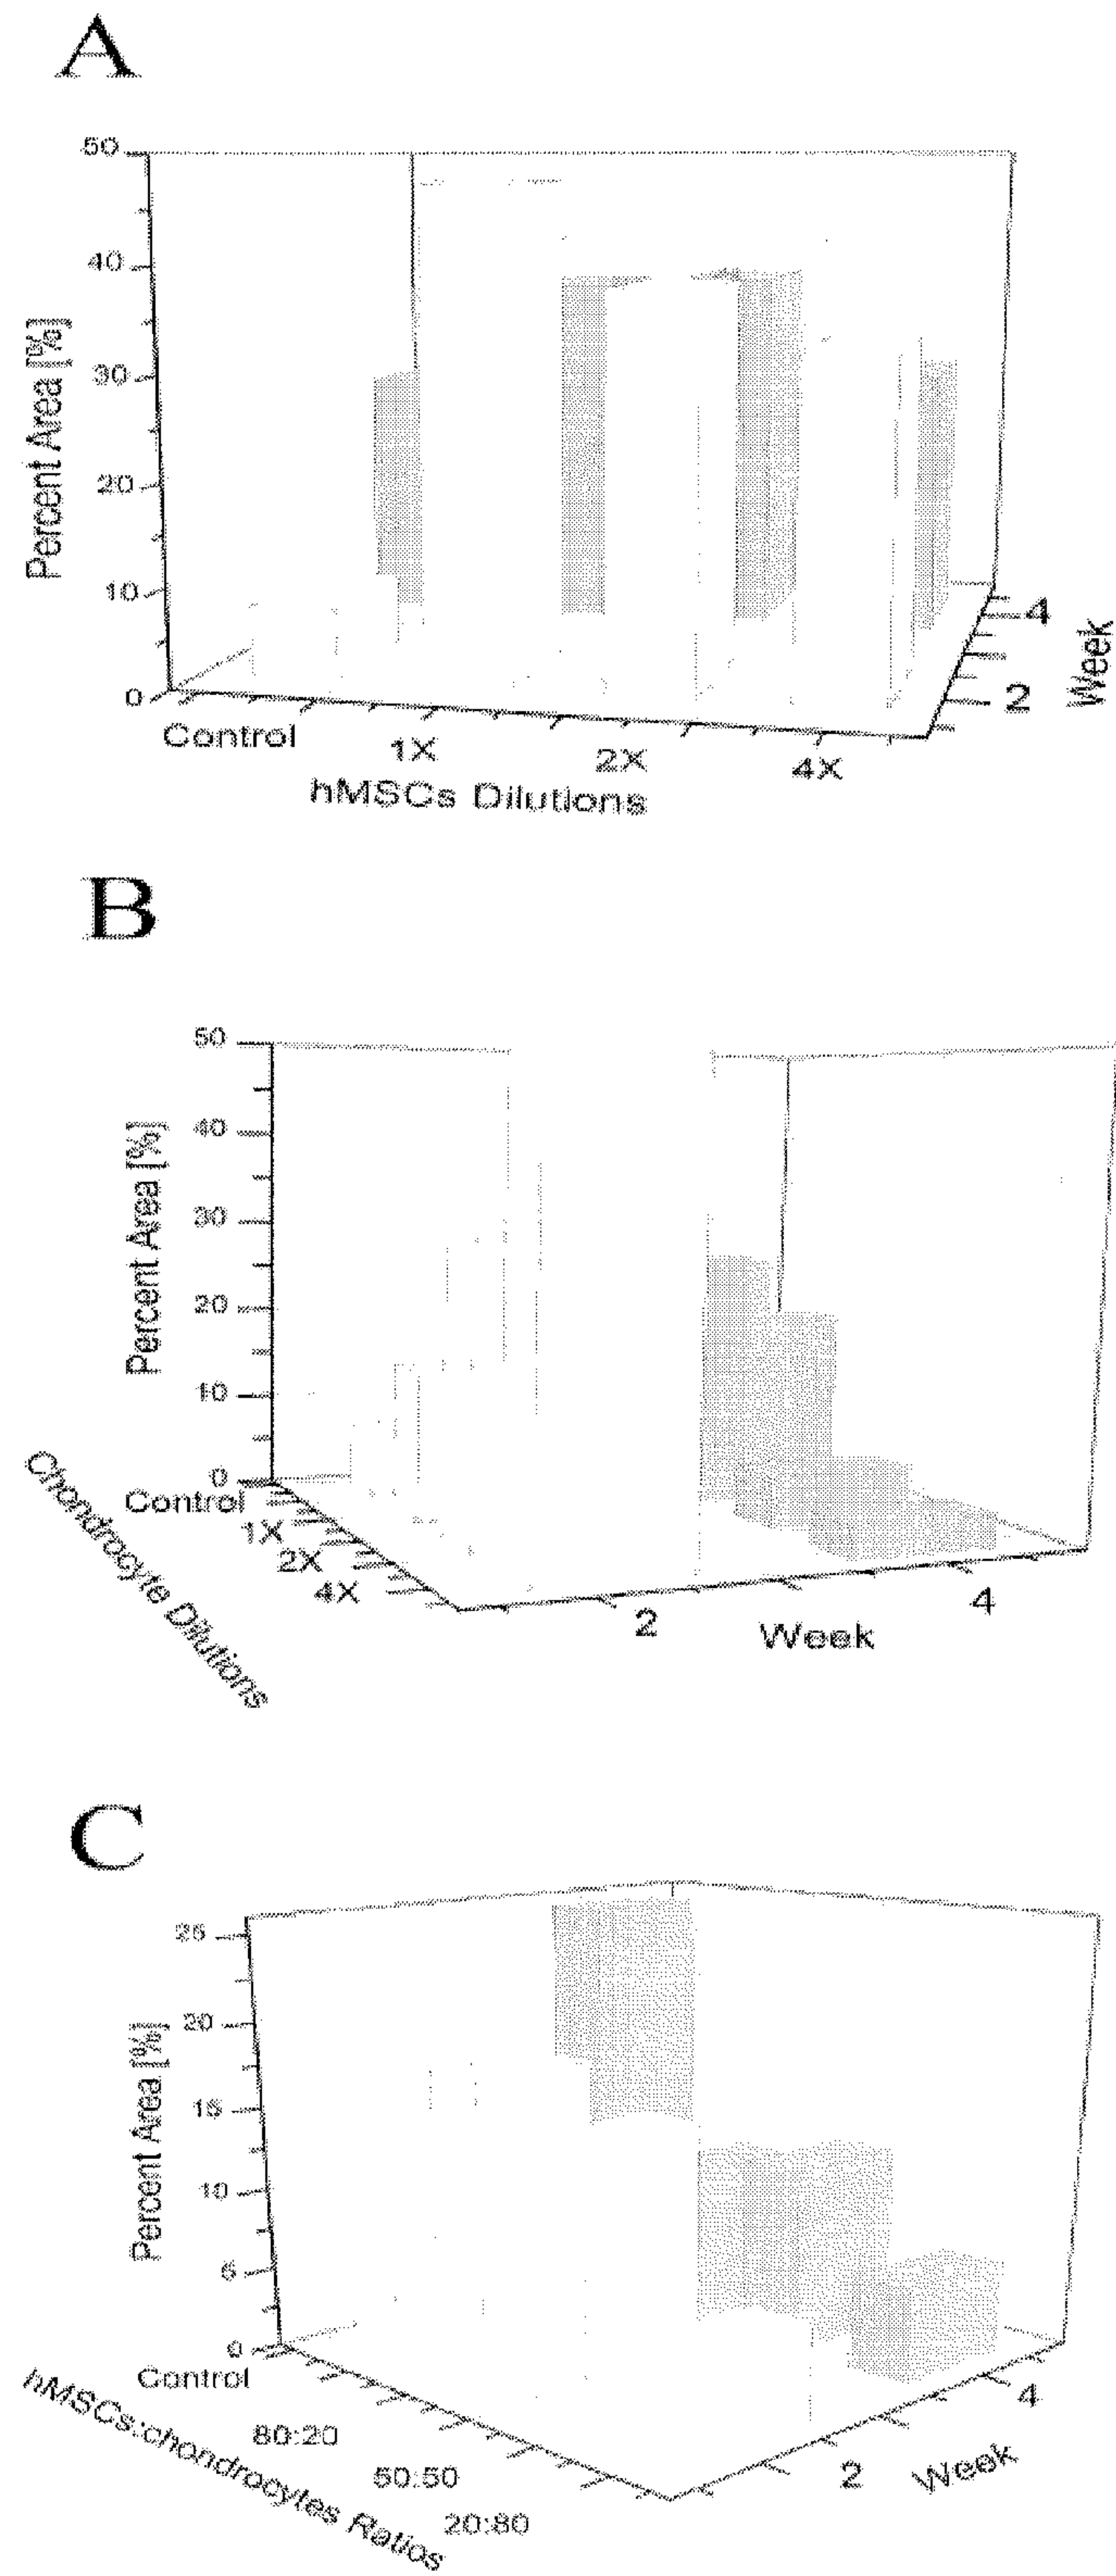 A
50
40
30
20
10
0
Percent Area [%]
Control
1X
2X
4X
hMSCs Dilutions
2
4
Week
B
50
40
30
20
10
0
Percent Area [%]
Control
1X
2X
4X
Chondrocyte Dilutions
2
4
Week
C
25
20
15
10
5
0
Percent Area [%]
Control
80:20
50:50
20:80
hMSCs:chondrocytes Ratios
2
4
Week